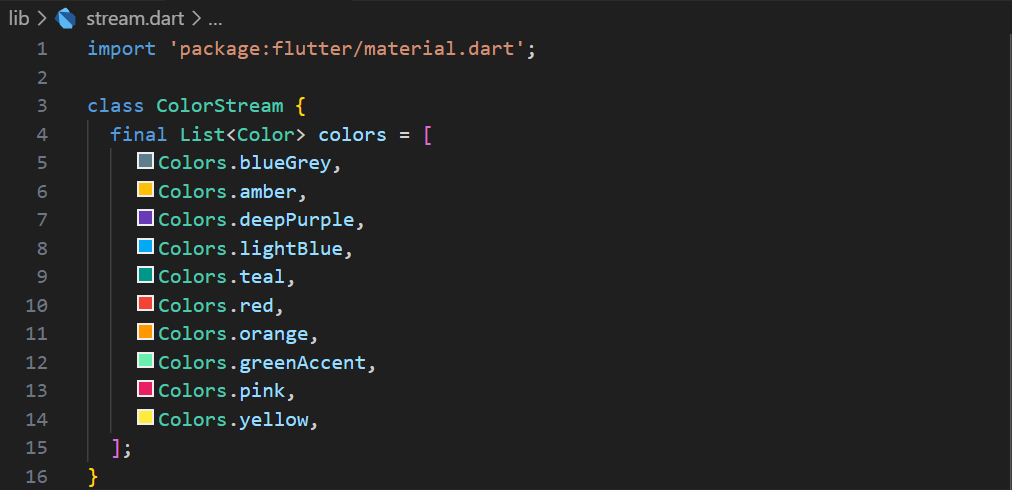 lib > stream.dart > ...
1 import 'package:flutter/material.dart';
2
3 class ColorStream {
4   final List<Color> colors = [
5     Colors.blueGrey,
6     Colors.amber,
7     Colors.deepPurple,
8     Colors.lightBlue,
9     Colors.teal,
10     Colors.red,
11     Colors.orange,
12     Colors.greenAccent,
13     Colors.pink,
14     Colors.yellow,
15   ];
16 }